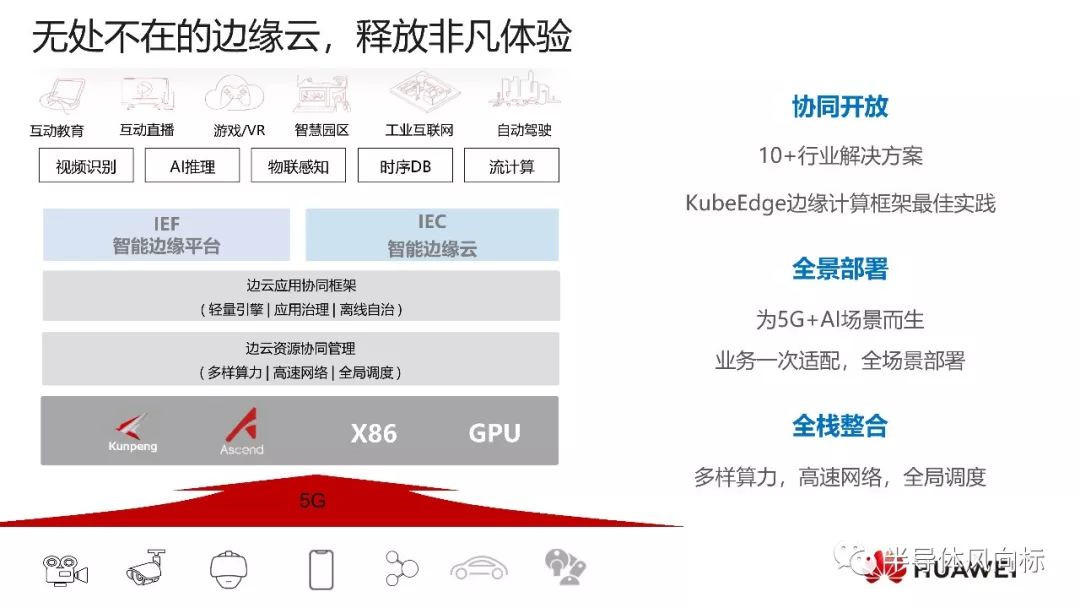 无处不在的边缘云，释放非凡体验
互动教育 互动直播 游戏/VR 智慧园区 工业互联网 自动驾驶
视频识别 AI推理 物联感知 时序DB 流计算
IEF
智能边缘平台
IEC
智能边缘云
边云应用协同框架
（轻量引擎 | 应用治理 | 离线自治）
边云资源协同管理
（多样算力 | 高速网络 | 全局调度）
Kunpeng Ascend X86 GPU
5G
协同开放
10+行业解决方案
KubeEdge边缘计算框架最佳实践
全景部署
为5G+AI场景而生
业务一次适配，全场景部署
全栈整合
多样算力，高速网络，全局调度
半导体风向标
HUAWEI